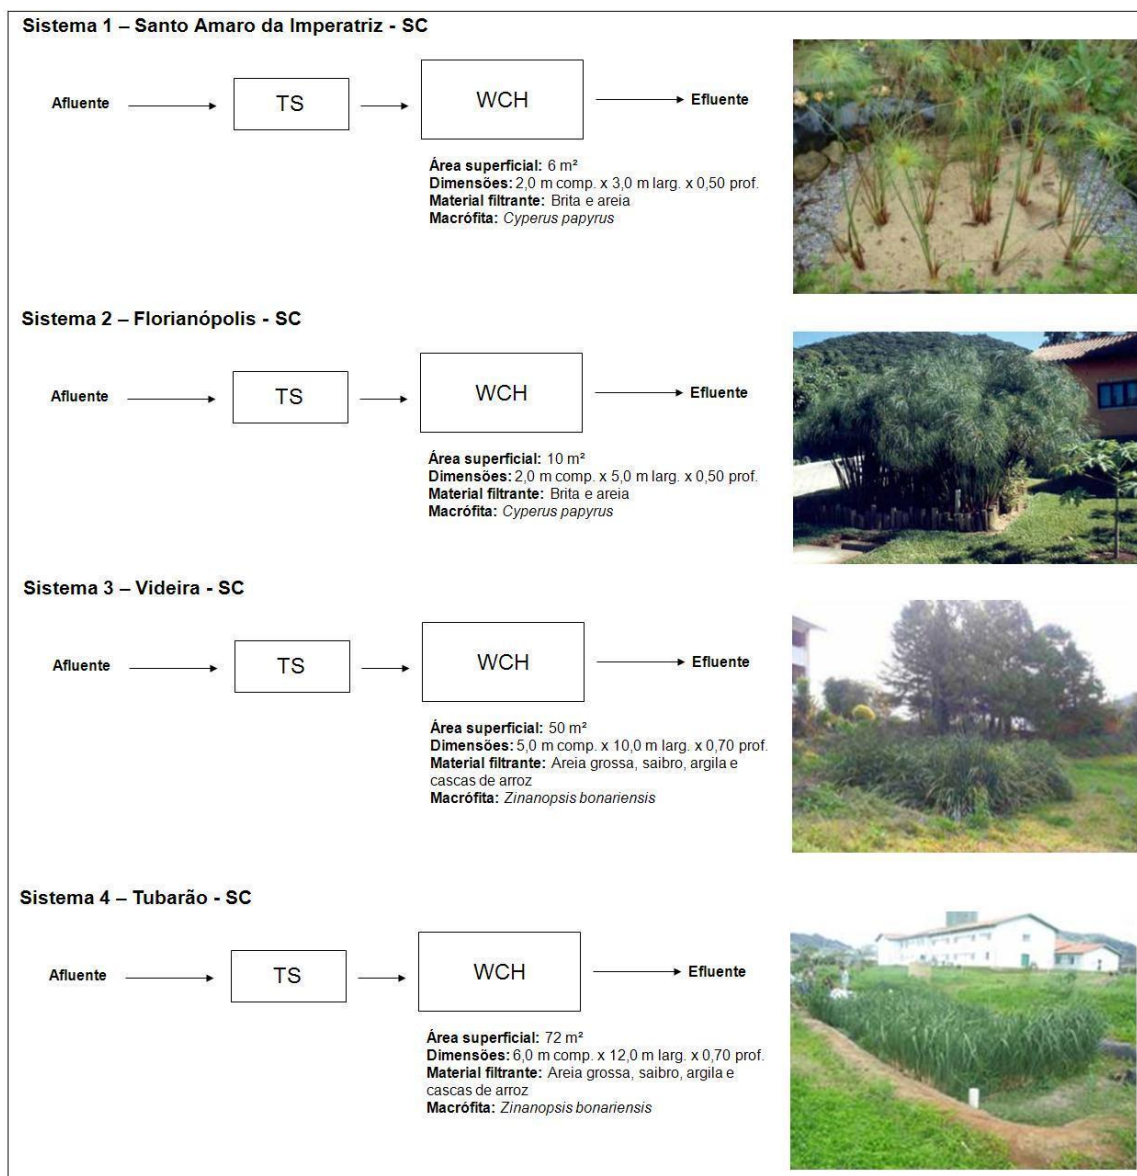 Sistema 1 – Santo Amaro da Imperatriz - SC
Afluente
TS
WCH
Efluente
Área superficial: 6 m²
Dimensões: 2,0 m comp. x 3,0 m larg. x 0,50 prof.
Material filtrante: Brita e areia
Macrófita: Cyperus papyrus
Sistema 2 – Florianópolis - SC
Afluente
TS
WCH
Efluente
Área superficial: 10 m²
Dimensões: 2,0 m comp. x 5,0 m larg. x 0,50 prof.
Material filtrante: Brita e areia
Macrófita: Cyperus papyrus
Sistema 3 – Videira - SC
Afluente
TS
WCH
Efluente
Área superficial: 50 m²
Dimensões: 5,0 m comp. x 10,0 m larg. x 0,70 prof.
Material filtrante: Areia grossa, saibro, argila e
cascas de arroz
Macrófita: Zinanopsis bonariensis
Sistema 4 – Tubarão - SC
Afluente
TS
WCH
Efluente
Área superficial: 72 m²
Dimensões: 6,0 m comp. x 12,0 m larg. x 0,70 prof.
Material filtrante: Areia grossa, saibro, argila e
cascas de arroz
Macrófita: Zinanopsis bonariensis